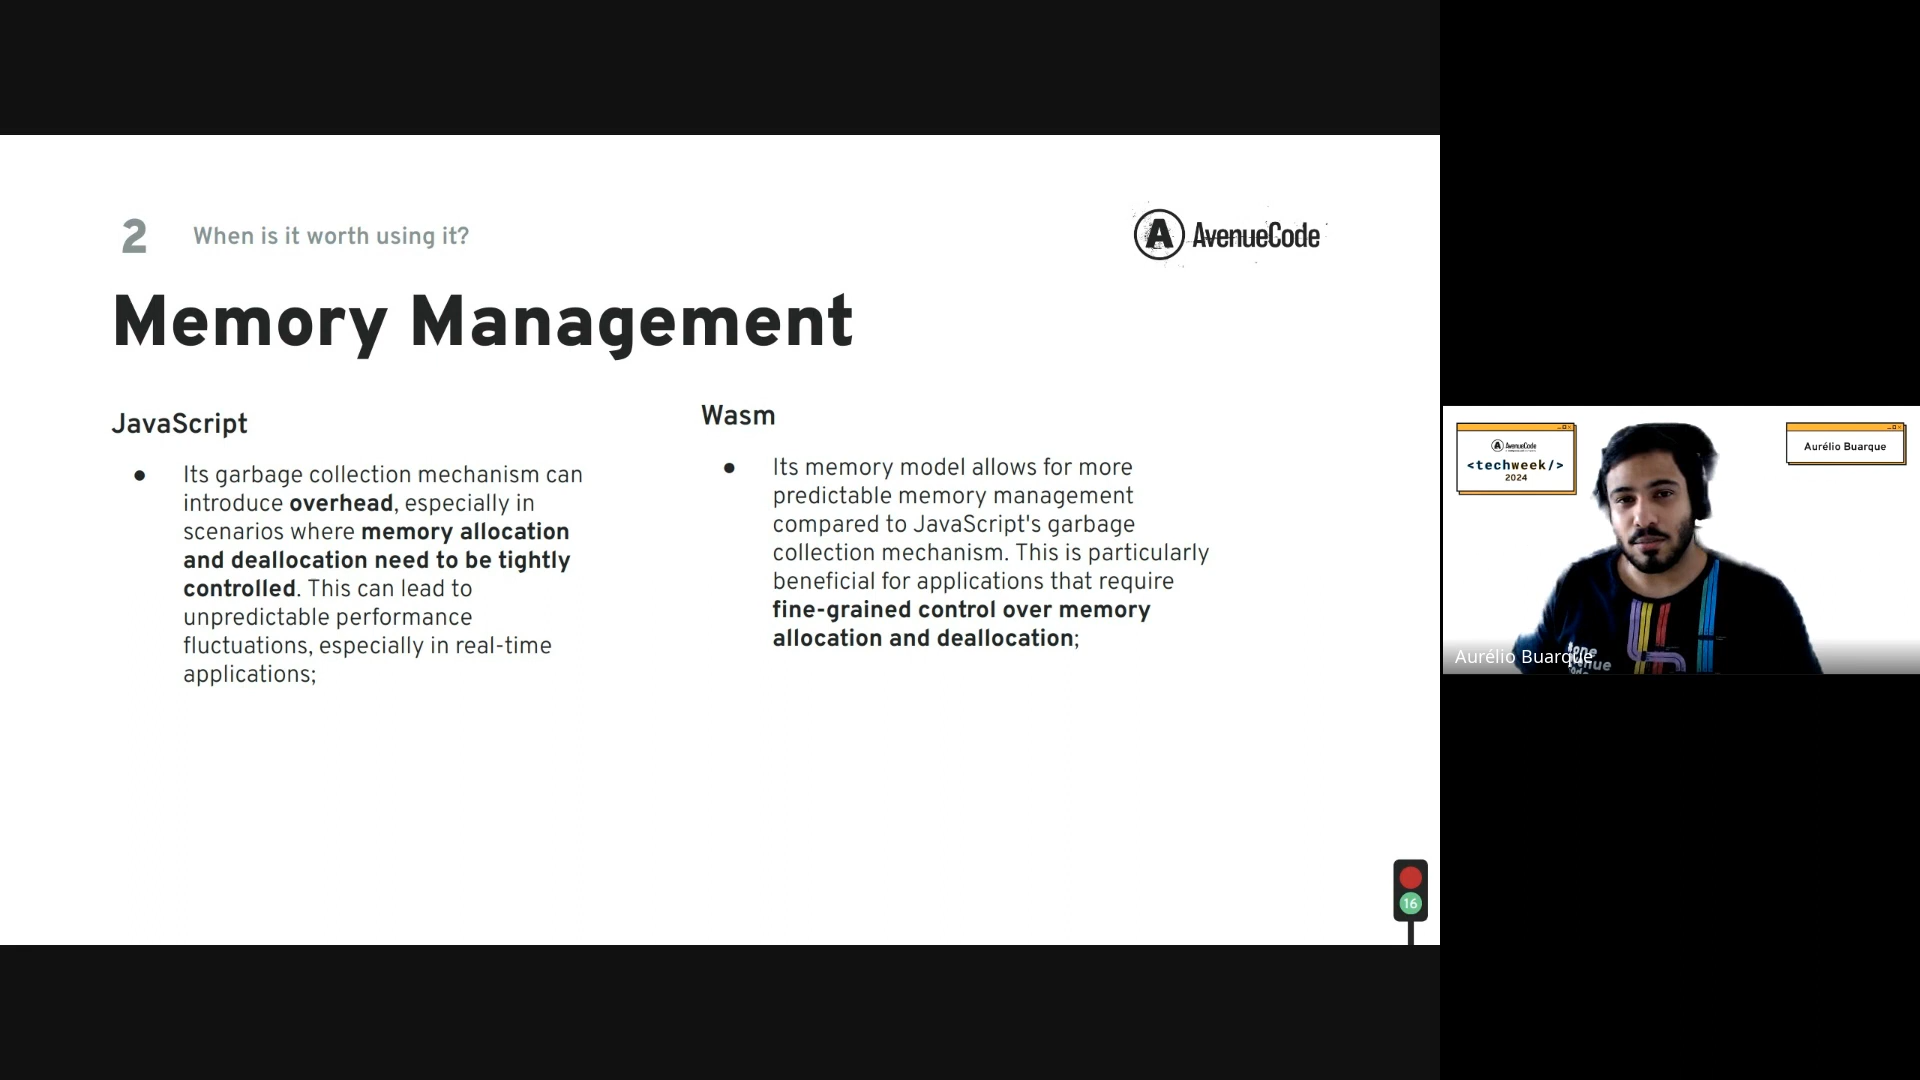 2
When is it worth using it?
A AvenueCode
Memory Management
JavaScript
● Its garbage collection mechanism can
introduce overhead, especially in
scenarios where memory allocation
and deallocation need to be tightly
controlled. This can lead to
unpredictable performance
fluctuations, especially in real-time
applications;
Wasm
● Its memory model allows for more
predictable memory management
compared to JavaScript's garbage
collection mechanism. This is particularly
beneficial for applications that require
fine-grained control over memory
allocation and deallocation;
16
A AvenueCode
<techweek/>
2024
Aurélio Buarque
Aurélio Buarque